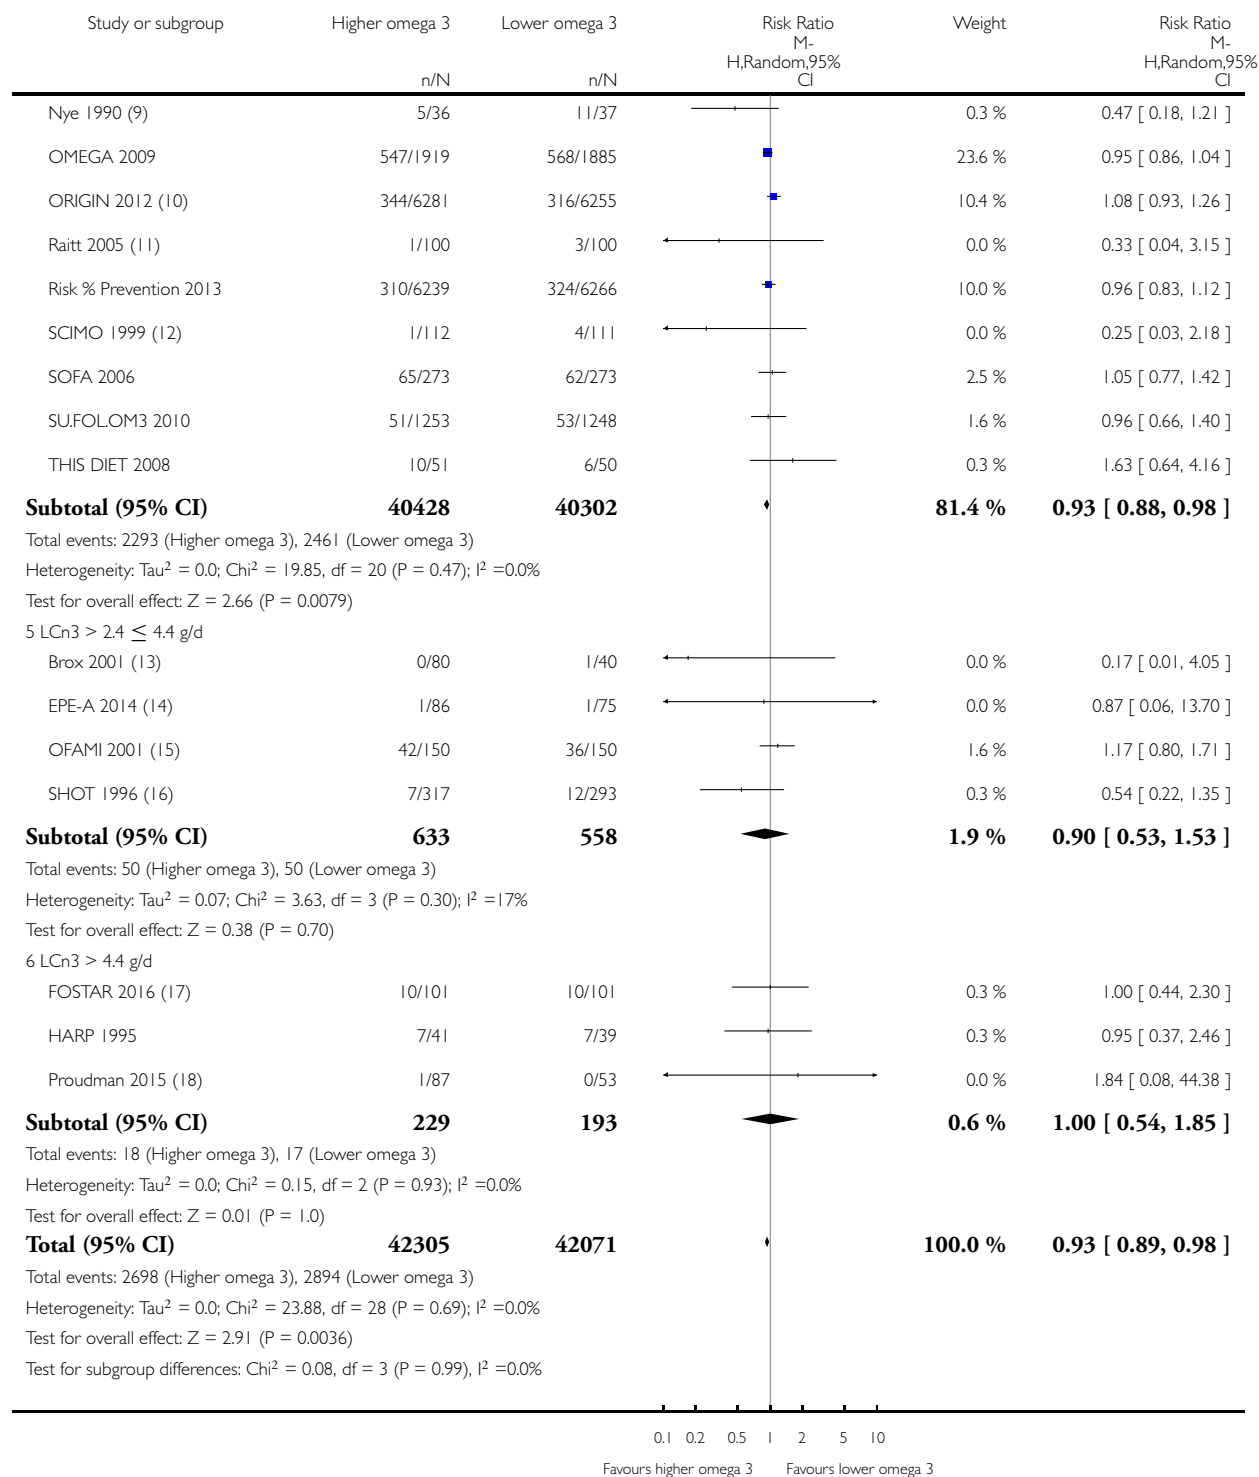 Study or subgroup Higher omega 3 Lower omega 3 Risk Ratio Weight Risk Ratio
M-H,Random,95% CI M-H,Random,95% CI
n/N n/N
Nye 1990 (9) 5/36 11/37 0.3 % 0.47 [ 0.18, 1.21 ]
OMEGA 2009 547/1919 568/1885 23.6 % 0.95 [ 0.86, 1.04 ]
ORIGIN 2012 (10) 344/6281 316/6255 10.4 % 1.08 [ 0.93, 1.26 ]
Raitt 2005 (11) 1/100 3/100 0.0 % 0.33 [ 0.04, 3.15 ]
Risk % Prevention 2013 310/6239 324/6266 10.0 % 0.96 [ 0.83, 1.12 ]
SCIMO 1999 (12) 1/112 4/111 0.0 % 0.25 [ 0.03, 2.18 ]
SOFA 2006 65/273 62/273 2.5 % 1.05 [ 0.77, 1.42 ]
SU.FOL.OM3 2010 51/1253 53/1248 1.6 % 0.96 [ 0.66, 1.40 ]
THIS DIET 2008 10/51 6/50 0.3 % 1.63 [ 0.64, 4.16 ]
Subtotal (95% CI) 40428 40302 81.4 % 0.93 [ 0.88, 0.98 ]
Total events: 2293 (Higher omega 3), 2461 (Lower omega 3)
Heterogeneity: Tau² = 0.0; Chi² = 19.85, df = 20 (P = 0.47); I² =0.0%
Test for overall effect: Z = 2.66 (P = 0.0079)
5 LCn3 > 2.4 ≤ 4.4 g/d
Brox 2001 (13) 0/80 1/40 0.0 % 0.17 [ 0.01, 4.05 ]
EPE-A 2014 (14) 1/86 1/75 0.0 % 0.87 [ 0.06, 13.70 ]
OFAMI 2001 (15) 42/150 36/150 1.6 % 1.17 [ 0.80, 1.71 ]
SHOT 1996 (16) 7/317 12/293 0.3 % 0.54 [ 0.22, 1.35 ]
Subtotal (95% CI) 633 558 1.9 % 0.90 [ 0.53, 1.53 ]
Total events: 50 (Higher omega 3), 50 (Lower omega 3)
Heterogeneity: Tau² = 0.07; Chi² = 3.63, df = 3 (P = 0.30); I² =17%
Test for overall effect: Z = 0.38 (P = 0.70)
6 LCn3 > 4.4 g/d
FOSTAR 2016 (17) 10/101 10/101 0.3 % 1.00 [ 0.44, 2.30 ]
HARP 1995 7/41 7/39 0.3 % 0.95 [ 0.37, 2.46 ]
Proudman 2015 (18) 1/87 0/53 0.0 % 1.84 [ 0.08, 44.38 ]
Subtotal (95% CI) 229 193 0.6 % 1.00 [ 0.54, 1.85 ]
Total events: 18 (Higher omega 3), 17 (Lower omega 3)
Heterogeneity: Tau² = 0.0; Chi² = 0.15, df = 2 (P = 0.93); I² =0.0%
Test for overall effect: Z = 0.01 (P = 1.0)
Total (95% CI) 42305 42071 100.0 % 0.93 [ 0.89, 0.98 ]
Total events: 2698 (Higher omega 3), 2894 (Lower omega 3)
Heterogeneity: Tau² = 0.0; Chi² = 23.88, df = 28 (P = 0.69); I² =0.0%
Test for overall effect: Z = 2.91 (P = 0.0036)
Test for subgroup differences: Chi² = 0.08, df = 3 (P = 0.99), I² =0.0%
0.1 0.2 0.5 1 2 5 10
Favours higher omega 3 Favours lower omega 3